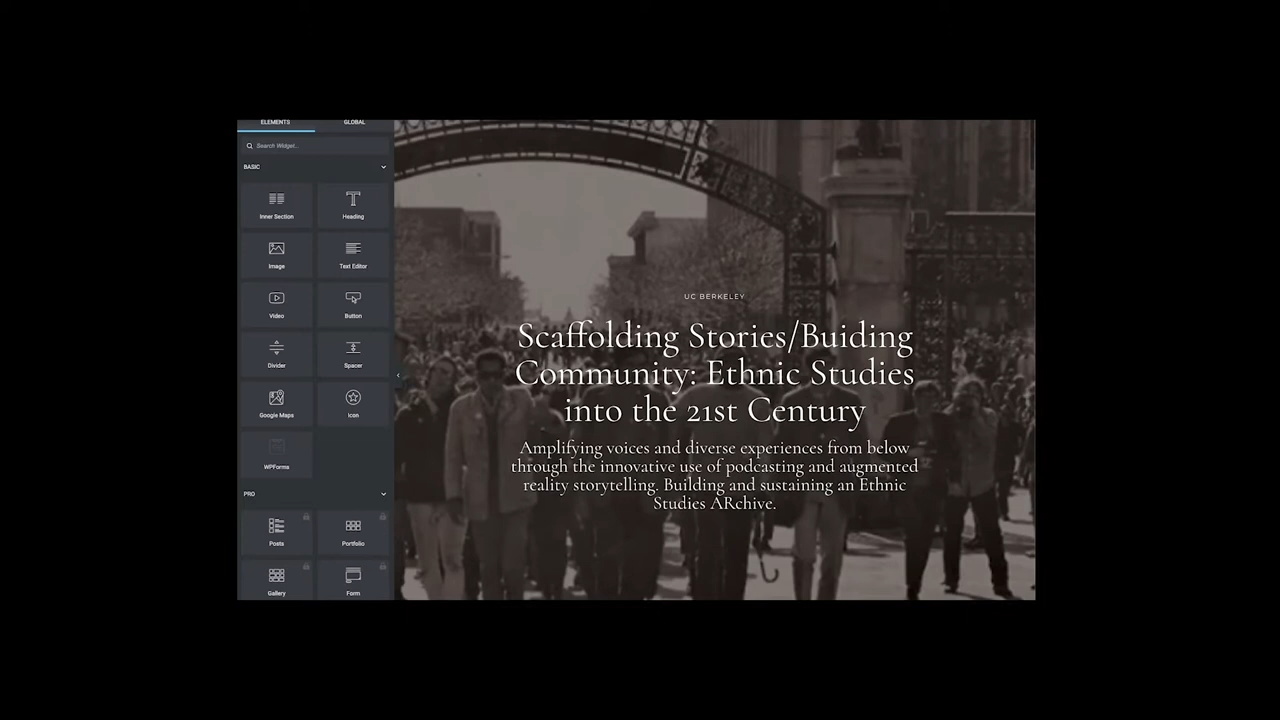 ELEMENTS
GLOBAL
Search Widget...
BASIC
Inner Section
Heading
Image
Text Editor
Video
Button
Divider
Spacer
Google Maps
Icon
WPForms
PRO
Posts
Portfolio
Gallery
Form
UC BERKELEY
Scaffolding Stories/Buiding
Community: Ethnic Studies
into the 21st Century
Amplifying voices and diverse experiences from below
through the innovative use of podcasting and augmented
reality storytelling. Building and sustaining an Ethnic
Studies ARchive.